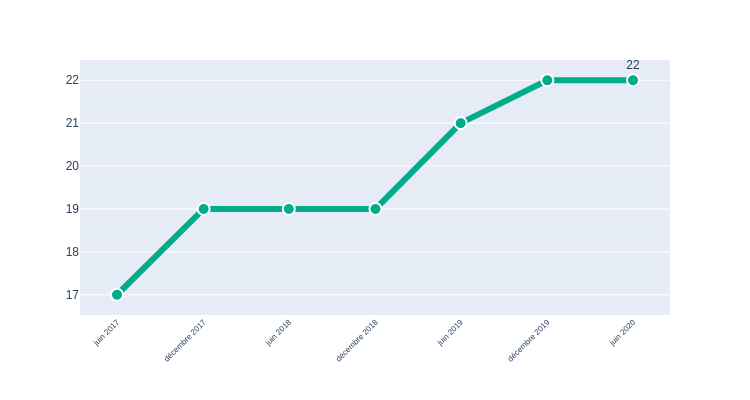 22
22
21
20
19
18
17
juin 2017
décembre 2017
juin 2018
décembre 2018
juin 2019
décembre 2019
juin 2020